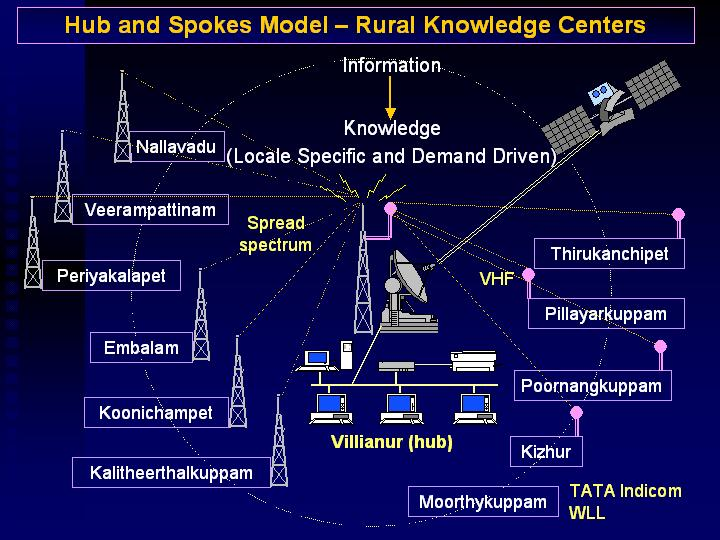 Hub and Spokes Model – Rural Knowledge Centers
Information
Knowledge
(Locale Specific and Demand Driven)
Nallavadu
Veerampattinam
Spread
spectrum
Periyakalapet
Embalam
Koonichampet
Kalitheerthalkuppam
Villianur (hub)
VHF
Thirukanchipet
Pillayarkuppam
Poornangkuppam
Kizhur
Moorthykuppam
TATA Indicom
WLL